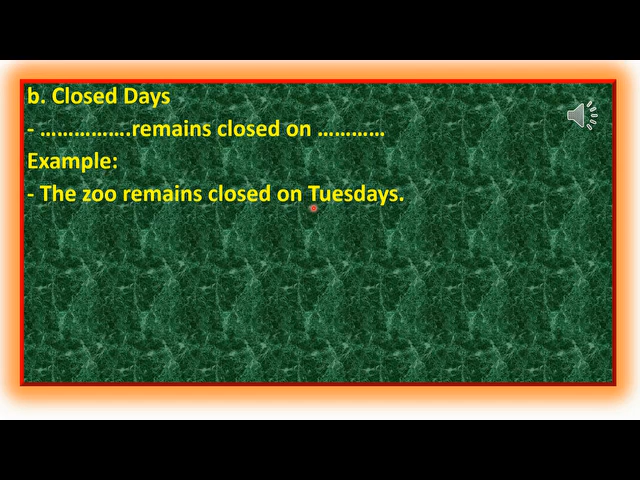 b. Closed Days
- …………….remains closed on …………
Example:
- The zoo remains closed on Tuesdays.